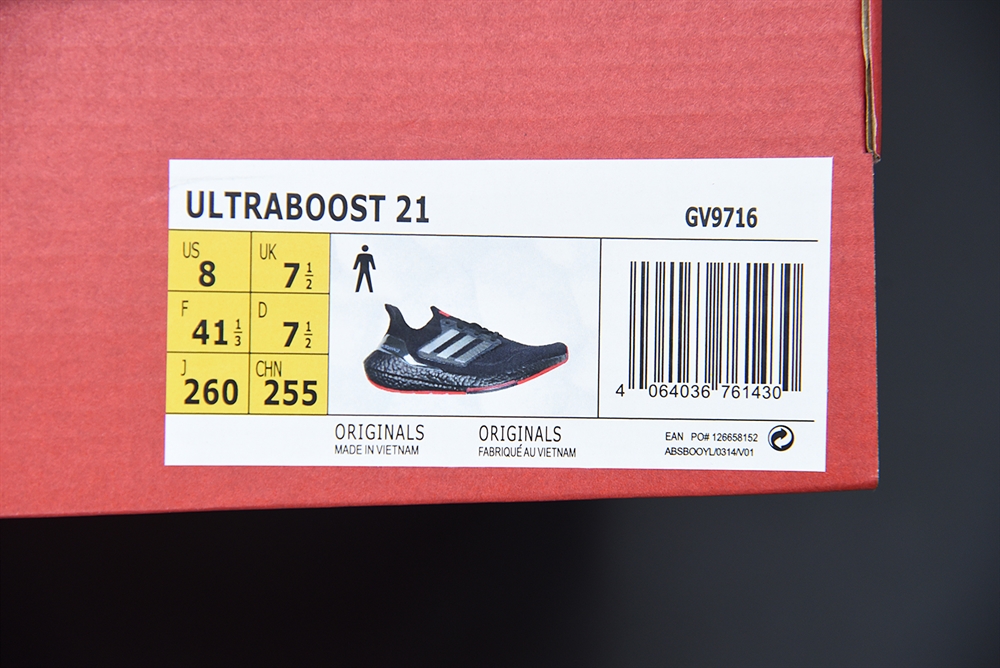 ULTRABOOST 21
GV9716
US
8
UK
7 1/2
F
41 1/3
D
7 1/2
J
260
CHN
255
4 064036 761430
ORIGINALS
MADE IN VIETNAM
ORIGINALS
FABRIQUÉ AU VIETNAM
EAN PO# 126658152
ABSBOOYL/0314/V01